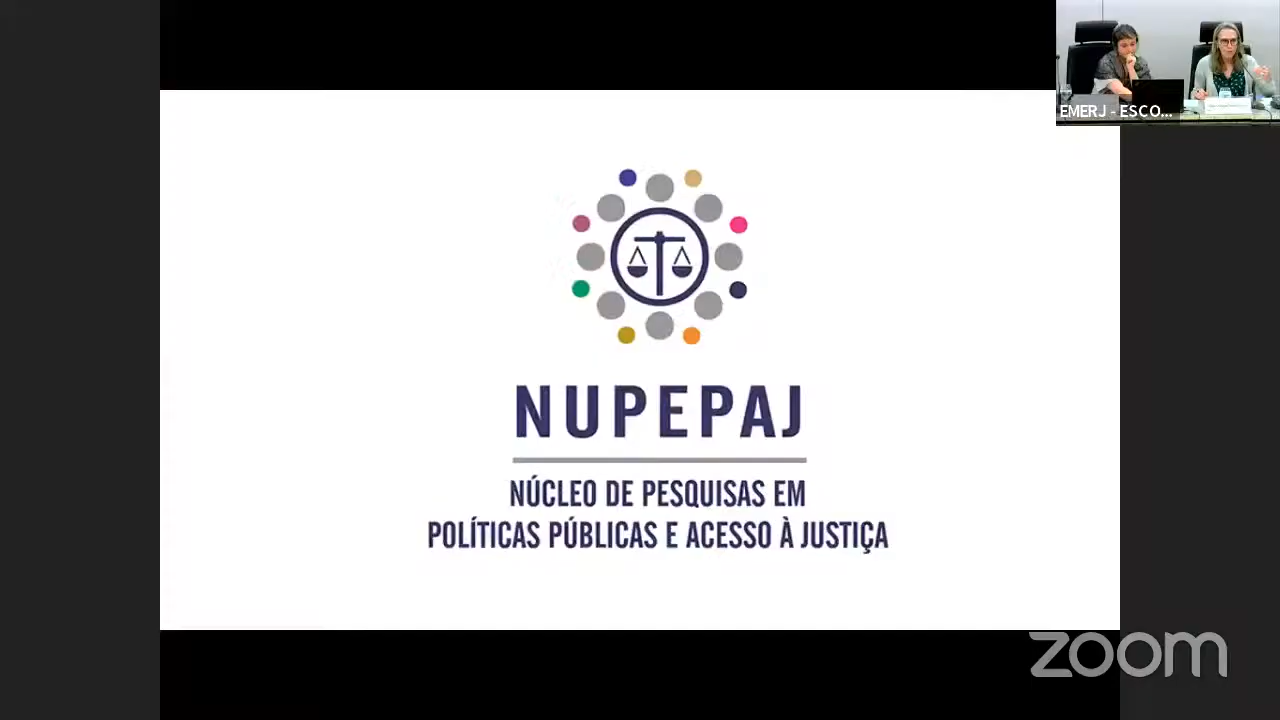 EMERJ - ESCO...
NUPEPAJ
NÚCLEO DE PESQUISAS EM
POLÍTICAS PÚBLICAS E ACESSO À JUSTIÇA
zoom